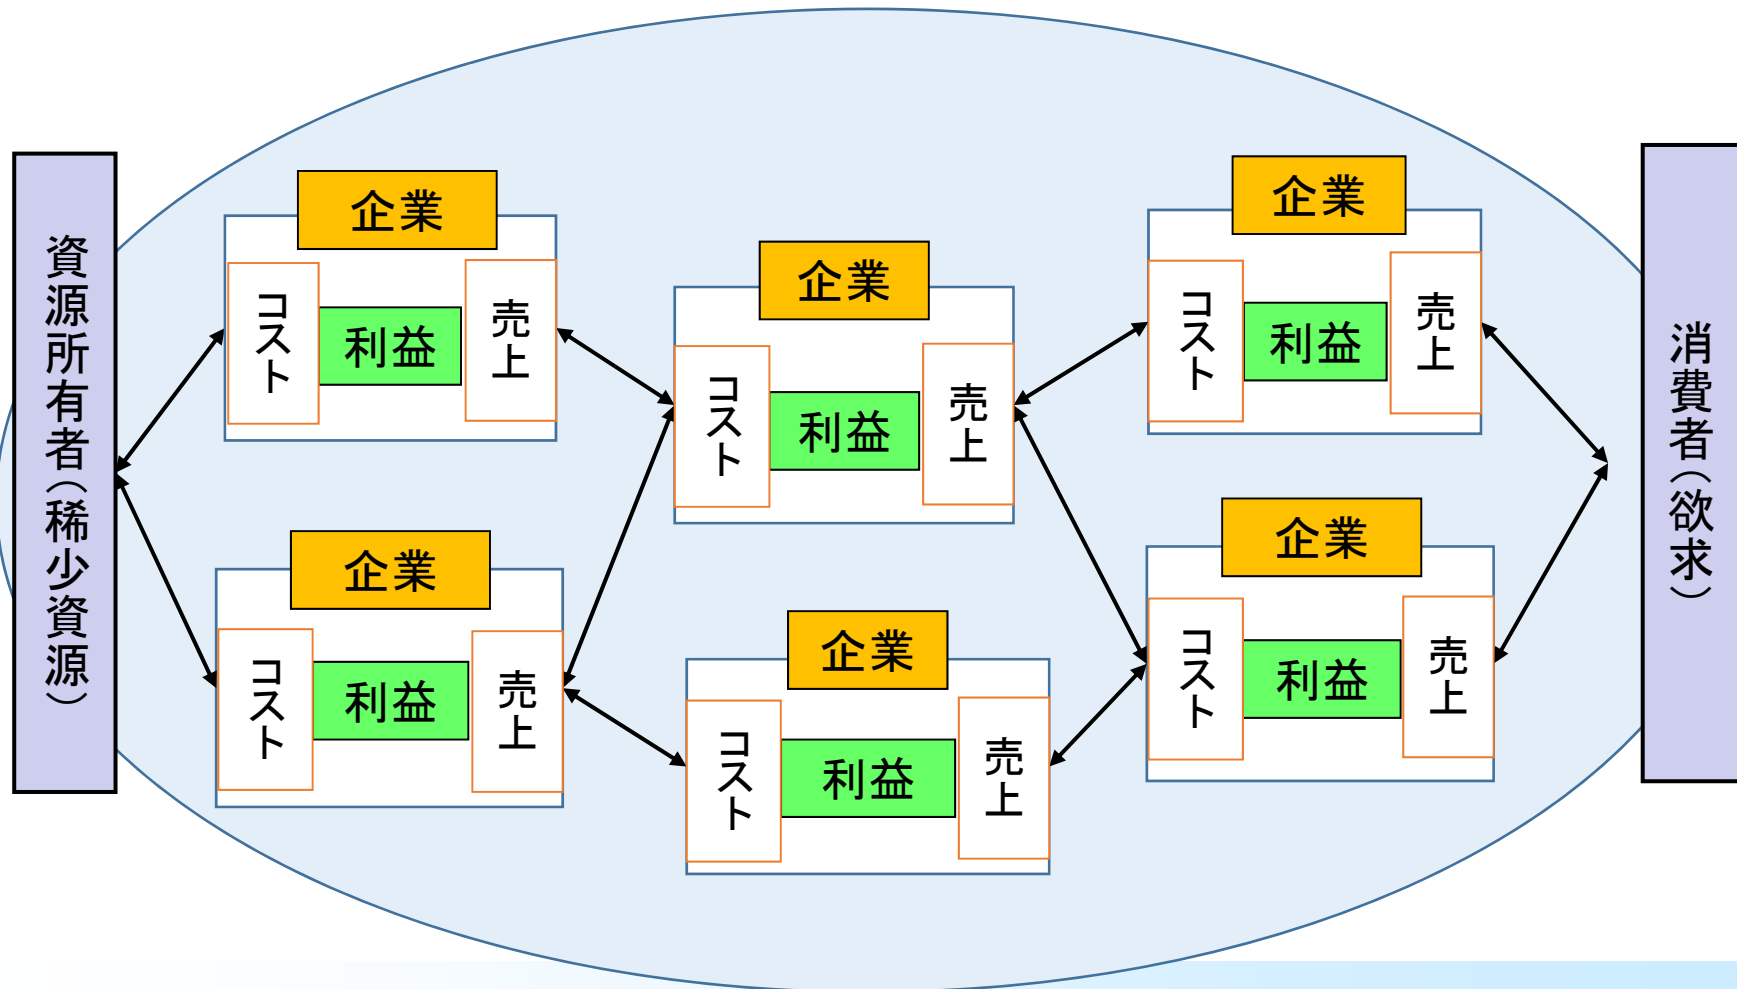 資源所有者（稀少資源）
企業
コスト
利益
売上
企業
コスト
利益
売上
企業
コスト
利益
売上
企業
コスト
利益
売上
企業
コスト
利益
売上
企業
コスト
利益
売上
消費者（欲求）